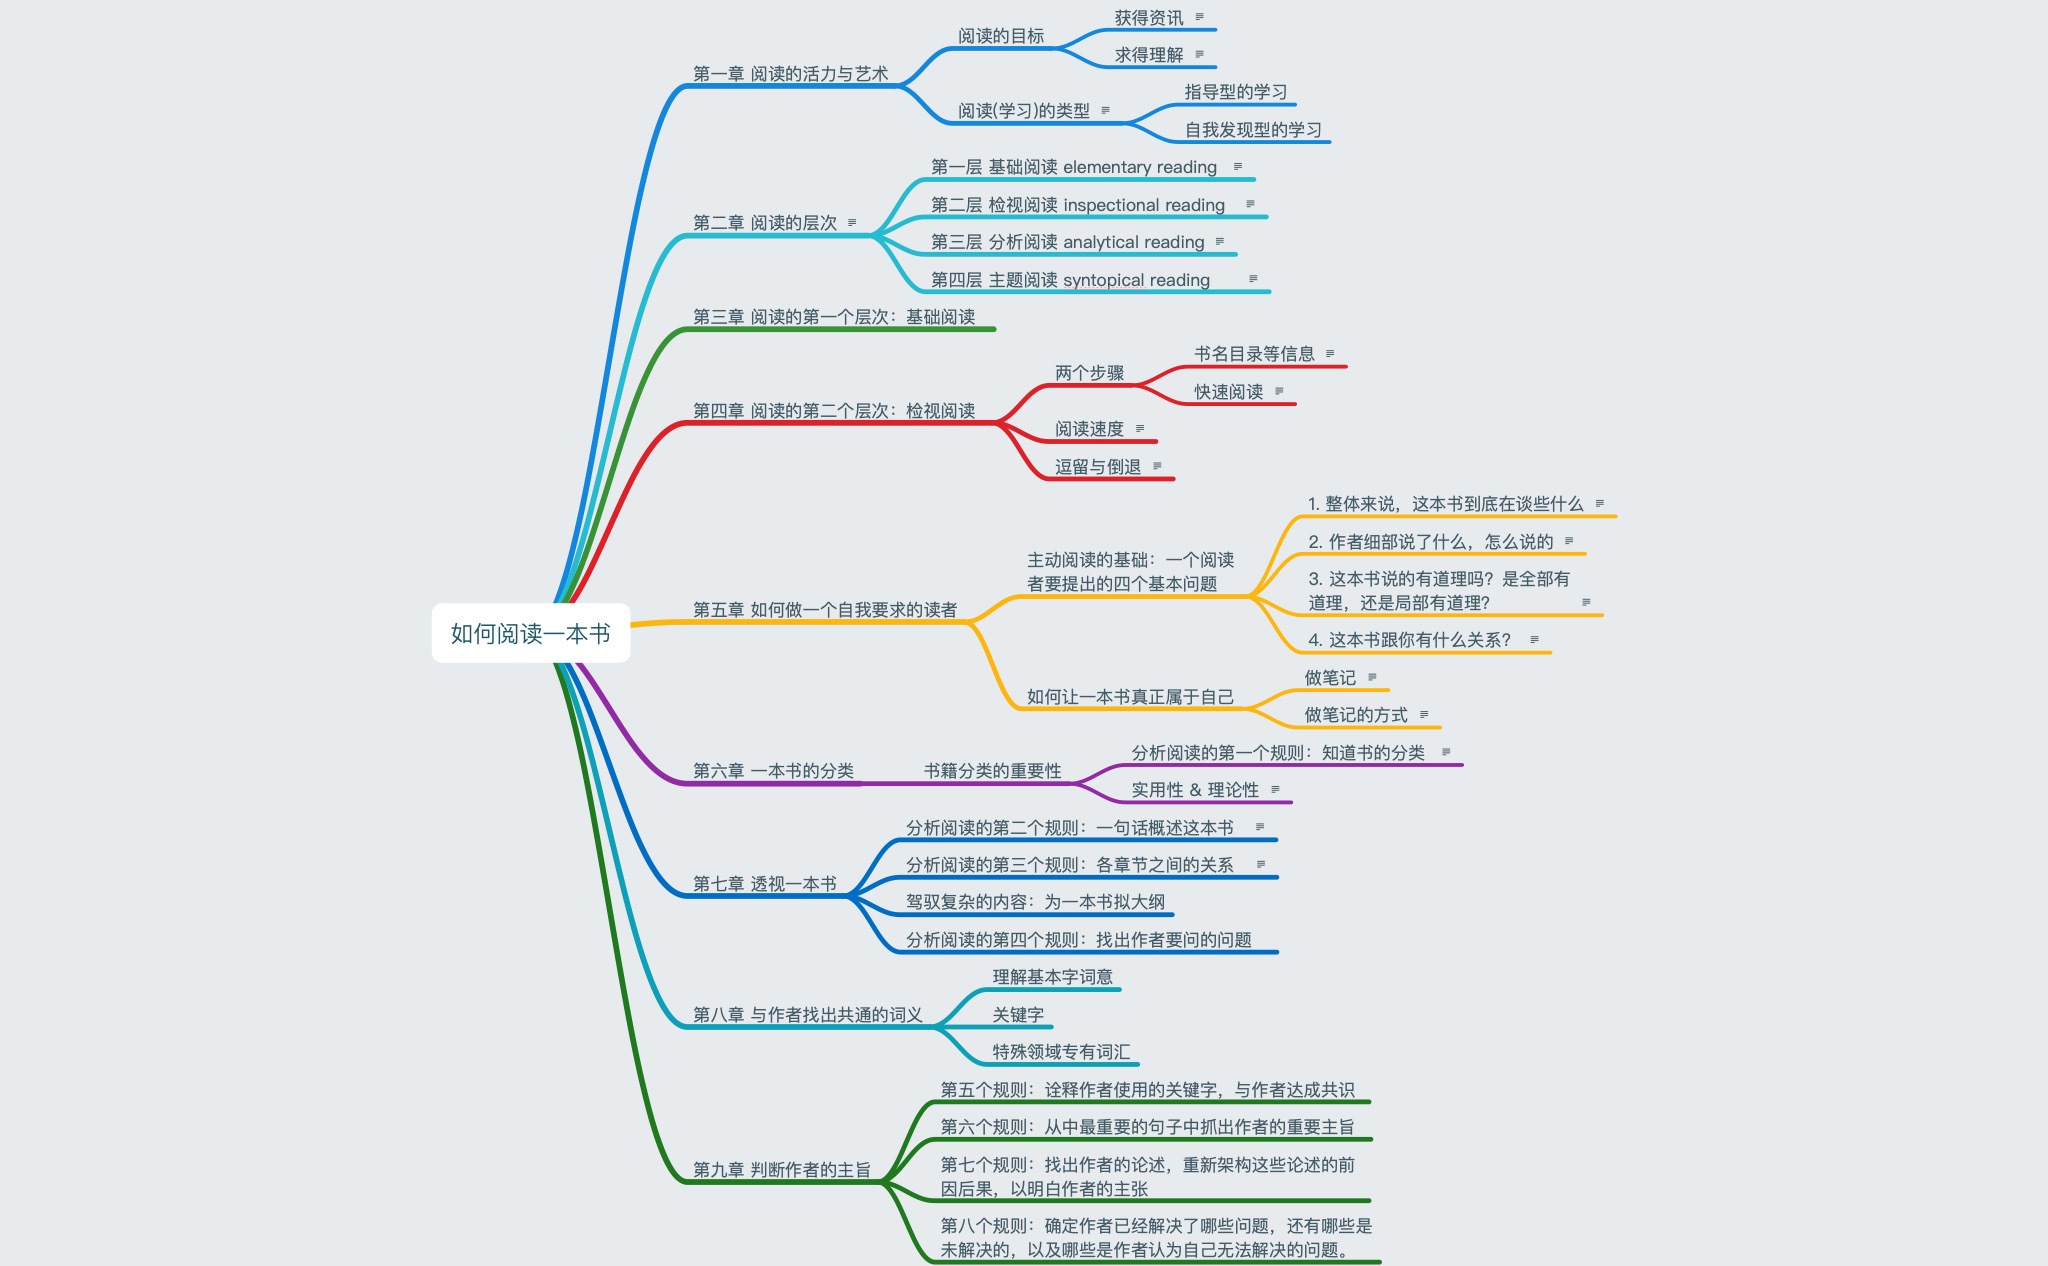 如何阅读一本书
第一章 阅读的活力与艺术
阅读的目标
获得资讯
求得理解
阅读(学习)的类型
指导型的学习
自我发现型的学习
第二章 阅读的层次
第一层 基础阅读 elementary reading
第二层 检视阅读 inspectional reading
第三层 分析阅读 analytical reading
第四层 主题阅读 syntopical reading
第三章 阅读的第一个层次：基础阅读
第四章 阅读的第二个层次：检视阅读
两个步骤
书名目录等信息
快速阅读
阅读速度
逗留与倒退
第五章 如何做一个自我要求的读者
主动阅读的基础：一个阅读
者要提出的四个基本问题
1. 整体来说，这本书到底在谈些什么
2. 作者细部说了什么，怎么说的
3. 这本书说的有道理吗？是全部有
道理，还是局部有道理？
4. 这本书跟你有什么关系？
如何让一本书真正属于自己
做笔记
做笔记的方式
第六章 一本书的分类
书籍分类的重要性
分析阅读的第一个规则：知道书的分类
实用性 & 理论性
第七章 透视一本书
分析阅读的第二个规则：一句话概述这本书
分析阅读的第三个规则：各章节之间的关系
驾驭复杂的内容：为一本书拟大纲
分析阅读的第四个规则：找出作者要问的问题
第八章 与作者找出共通的词义
理解基本字词意
关键字
特殊领域专有词汇
第九章 判断作者的主旨
第五个规则：诠释作者使用的关键字，与作者达成共识
第六个规则：从中最重要的句子中抓出作者的重要主旨
第七个规则：找出作者的论述，重新架构这些论述的前
因后果，以明白作者的主张
第八个规则：确定作者已经解决了哪些问题，还有哪些是
未解决的，以及哪些是作者认为自己无法解决的问题。